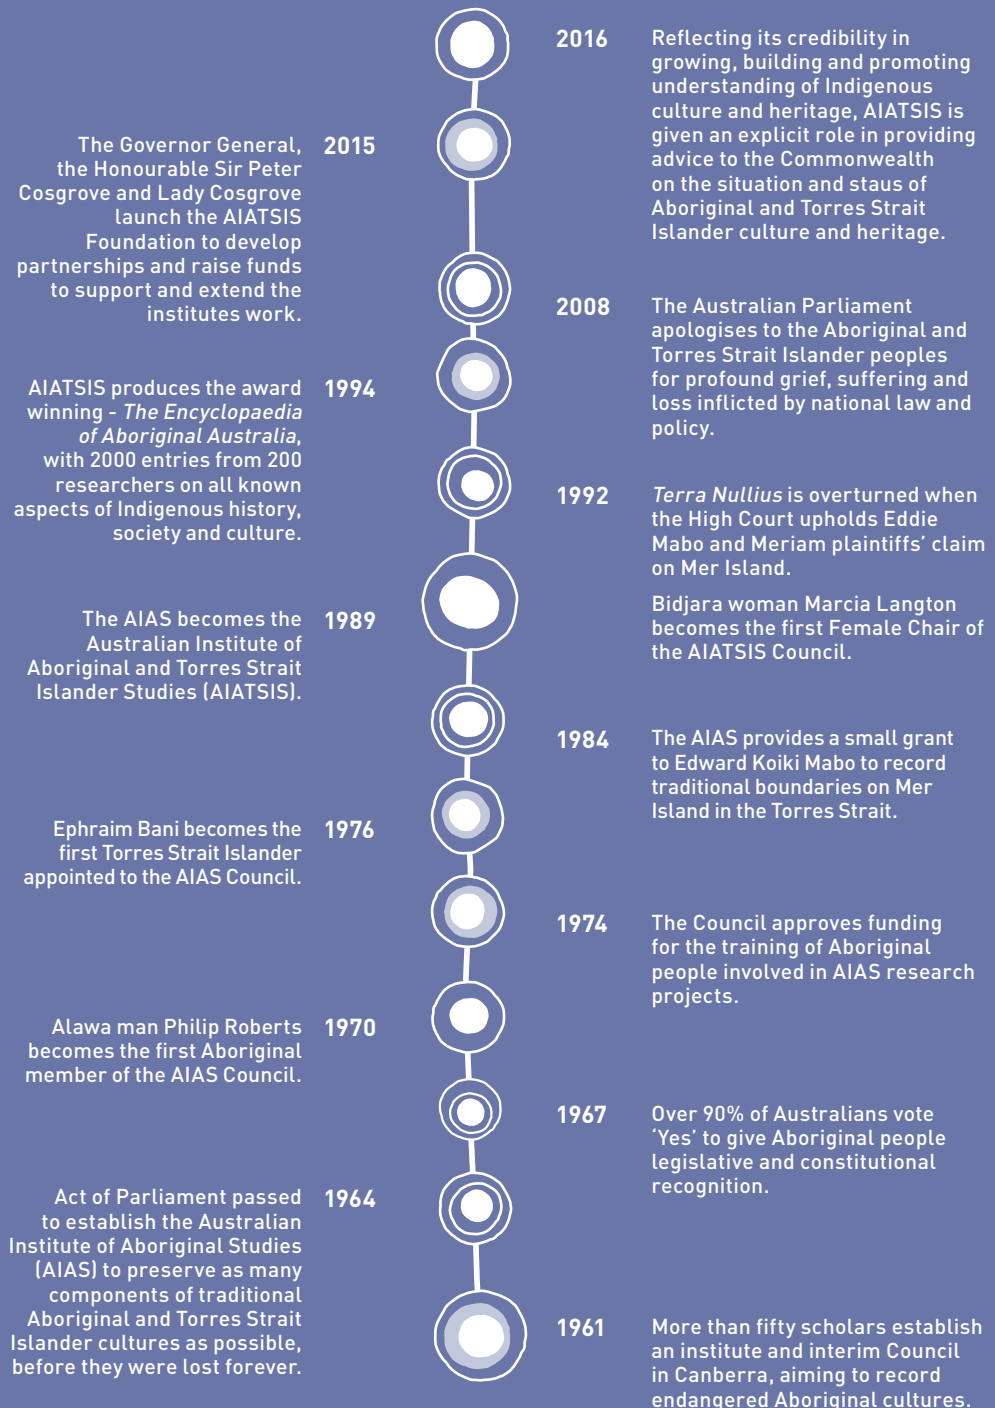 2016
Reflecting its credibility in
growing, building and promoting
understanding of Indigenous
culture and heritage, AIATSIS is
given an explicit role in providing
advice to the Commonwealth
on the situation and staus of
Aboriginal and Torres Strait
Islander culture and heritage.
2015
The Governor General,
the Honourable Sir Peter
Cosgrove and Lady Cosgrove
launch the AIATSIS
Foundation to develop
partnerships and raise funds
to support and extend the
institutes work.
2008
The Australian Parliament
apologises to the Aboriginal and
Torres Strait Islander peoples
for profound grief, suffering and
loss inflicted by national law and
policy.
1994
AIATSIS produces the award
winning - The Encyclopaedia
of Aboriginal Australia,
with 2000 entries from 200
researchers on all known
aspects of Indigenous history,
society and culture.
1992
Terra Nullius is overturned when
the High Court upholds Eddie
Mabo and Meriam plaintiffs’ claim
on Mer Island.
Bidjara woman Marcia Langton
becomes the first Female Chair of
the AIATSIS Council.
1989
The AIAS becomes the
Australian Institute of
Aboriginal and Torres Strait
Islander Studies (AIATSIS).
1984
The AIAS provides a small grant
to Edward Koiki Mabo to record
traditional boundaries on Mer
Island in the Torres Strait.
1976
Ephraim Bani becomes the
first Torres Strait Islander
appointed to the AIAS Council.
1974
The Council approves funding
for the training of Aboriginal
people involved in AIAS research
projects.
1970
Alawa man Philip Roberts
becomes the first Aboriginal
member of the AIAS Council.
1967
Over 90% of Australians vote
‘Yes’ to give Aboriginal people
legislative and constitutional
recognition.
1964
Act of Parliament passed
to establish the Australian
Institute of Aboriginal Studies
(AIAS) to preserve as many
components of traditional
Aboriginal and Torres Strait
Islander cultures as possible,
before they were lost forever.
1961
More than fifty scholars establish
an institute and interim Council
in Canberra, aiming to record
endangered Aboriginal cultures.